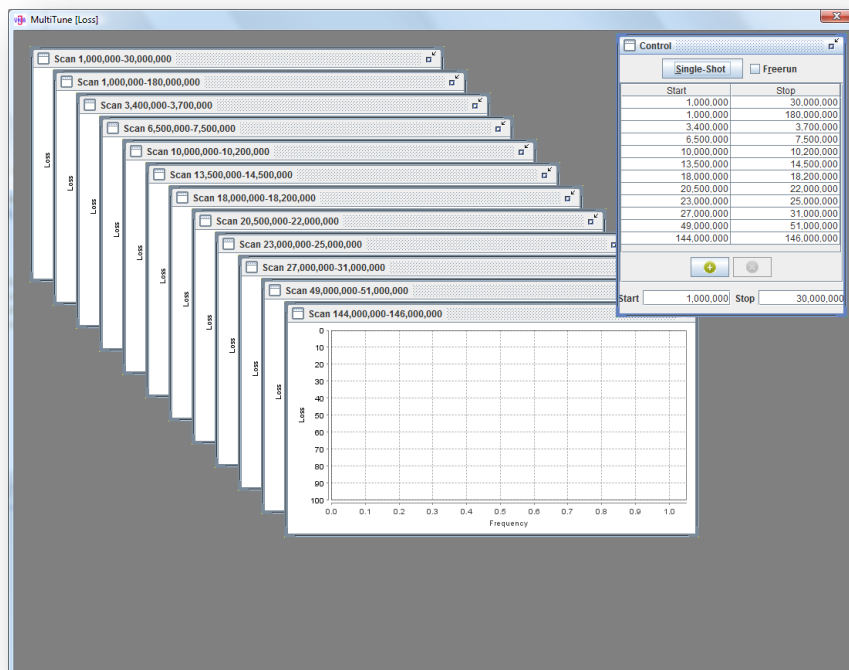 MultiTune [Loss]
Scan 1,000,000-30,000,000
Scan 1,000,000-180,000,000
Scan 3,400,000-3,700,000
Scan 6,500,000-7,500,000
Scan 10,000,000-10,200,000
Scan 13,500,000-14,500,000
Scan 18,000,000-18,200,000
Scan 20,500,000-22,000,000
Scan 23,000,000-25,000,000
Scan 27,000,000-31,000,000
Scan 49,000,000-51,000,000
Scan 144,000,000-146,000,000
Loss
Loss
Loss
Loss
Loss
Loss
Loss
Loss
Loss
Loss
Loss
Loss
0
10
20
30
40
50
60
70
80
90
100
0.0 0.1 0.2 0.3 0.4 0.5 0.6 0.7 0.8 0.9 1.0
Frequency
Control
Single-Shot Freerun
Start Stop
1,000,000 30,000,000
1,000,000 180,000,000
3,400,000 3,700,000
6,500,000 7,500,000
10,000,000 10,200,000
13,500,000 14,500,000
18,000,000 18,200,000
20,500,000 22,000,000
23,000,000 25,000,000
27,000,000 31,000,000
49,000,000 51,000,000
144,000,000 146,000,000
Start 1,000,000 Stop 30,000,000